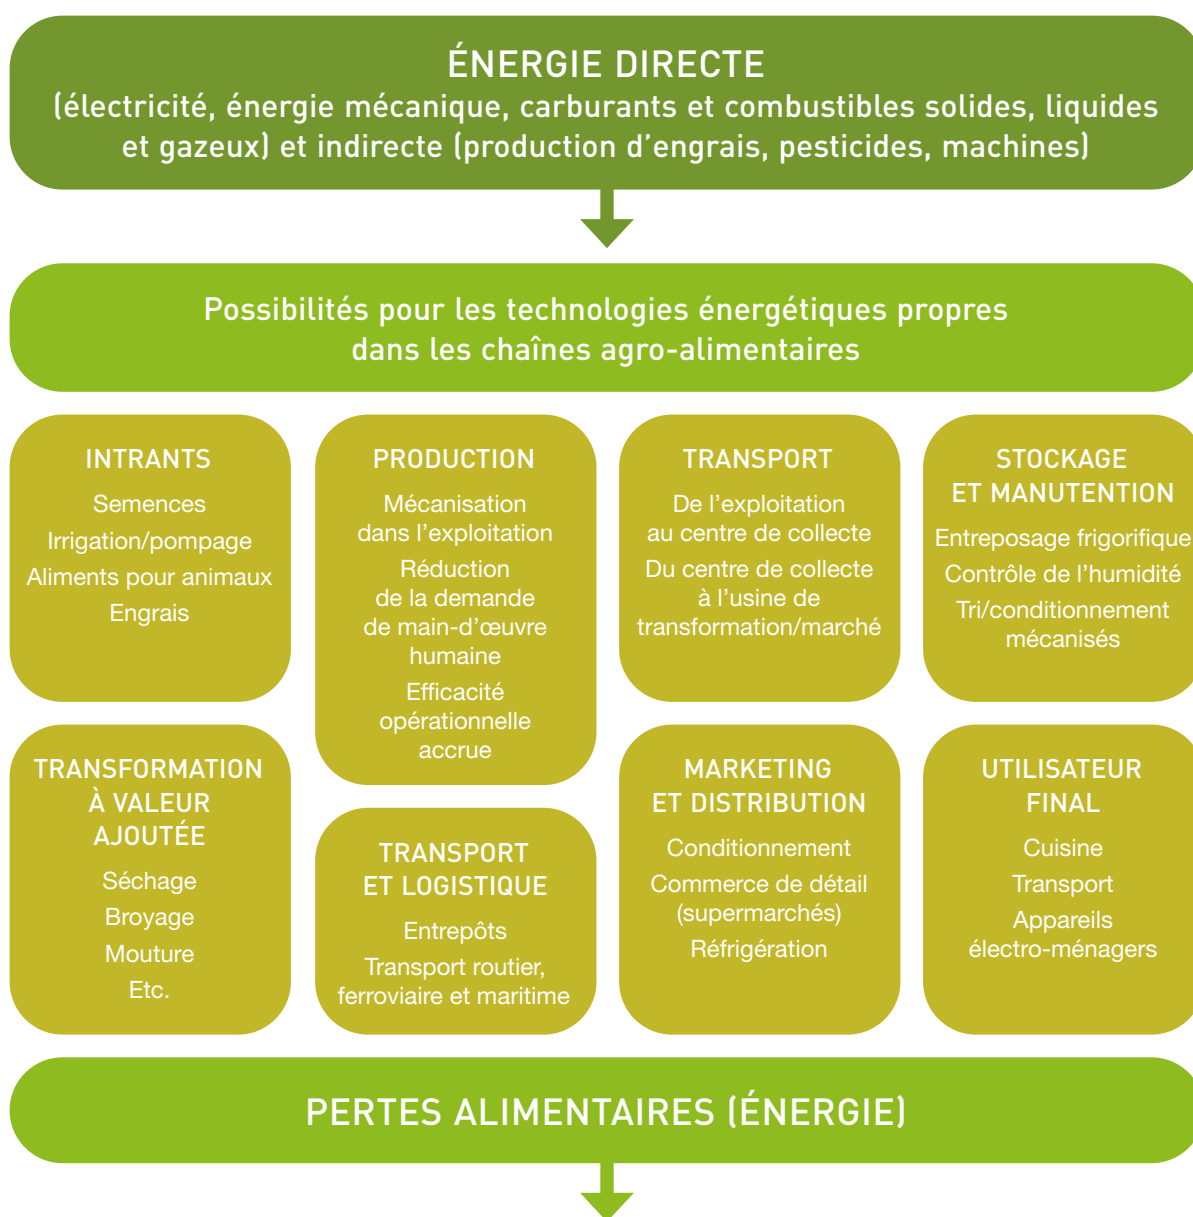 ÉNERGIE DIRECTE
(électricité, énergie mécanique, carburants et combustibles solides, liquides
et gazeux) et indirecte (production d'engrais, pesticides, machines)
Possibilités pour les technologies énergétiques propres
dans les chaînes agro-alimentaires
INTRANTS
Semences
Irrigation/pompage
Aliments pour animaux
Engrais
PRODUCTION
Mécanisation
dans l'exploitation
Réduction
de la demande
de main-d'œuvre
humaine
Efficacité
opérationnelle
accrue
TRANSPORT
De l'exploitation
au centre de collecte
Du centre de collecte
à l'usine de
transformation/marché
STOCKAGE
ET MANUTENTION
Entreposage frigorifique
Contrôle de l'humidité
Tri/conditionnement
mécanisés
TRANSFORMATION
À VALEUR
AJOUTÉE
Séchage
Broyage
Mouture
Etc.
TRANSPORT
ET LOGISTIQUE
Entrepôts
Transport routier,
ferroviaire et maritime
MARKETING
ET DISTRIBUTION
Conditionnement
Commerce de détail
(supermarchés)
Réfrigération
UTILISATEUR
FINAL
Cuisine
Transport
Appareils
électro-ménagers
PERTES ALIMENTAIRES (ÉNERGIE)